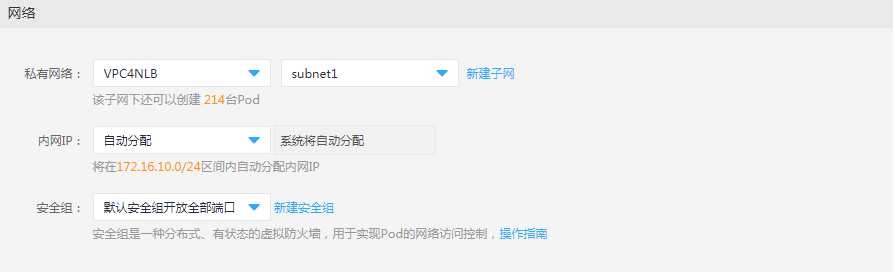 网络
私有网络： VPC4NLB subnet1 新建子网
该子网下还可以创建 214台Pod
内网IP： 自动分配 系统将自动分配
将在172.16.10.0/24区间内自动分配内网IP
安全组： 默认安全组开放全部端口 新建安全组
安全组是一种分布式、有状态的虚拟防火墙，用于实现Pod的网络访问控制，操作指南